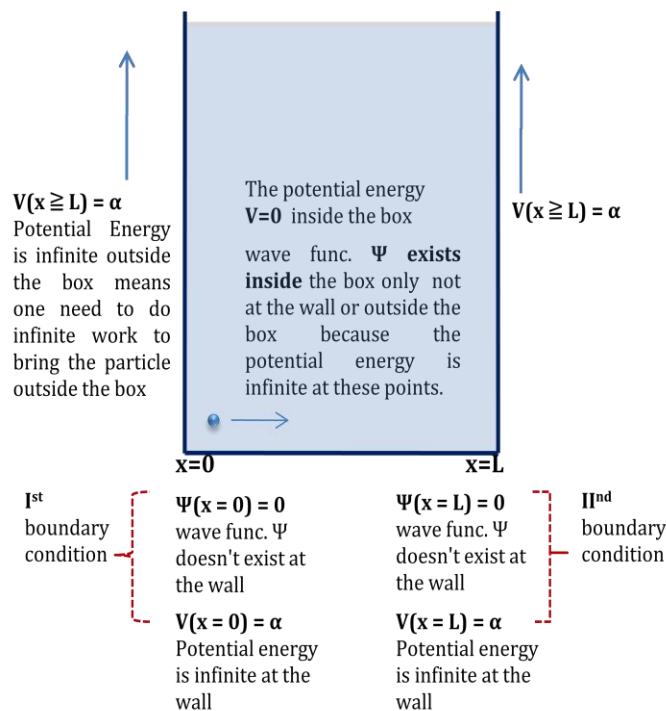 V(x ≧ L) = α
Potential Energy
is infinite outside
the box means
one need to do
infinite work to
bring the particle
outside the box
The potential energy
V=0 inside the box
wave func. Ψ exists
inside the box only not
at the wall or outside the
box because the
potential energy is
infinite at these points.
V(x ≧ L) = α
x=0
x=L
Ist
boundary
condition
Ψ(x = 0) = 0
wave func. Ψ
doesn't exist at
the wall
V(x = 0) = α
Potential energy
is infinite at the
wall
Ψ(x = L) = 0
wave func. Ψ
doesn't exist at
the wall
V(x = L) = α
Potential energy
is infinite at the
wall
IInd
boundary
condition